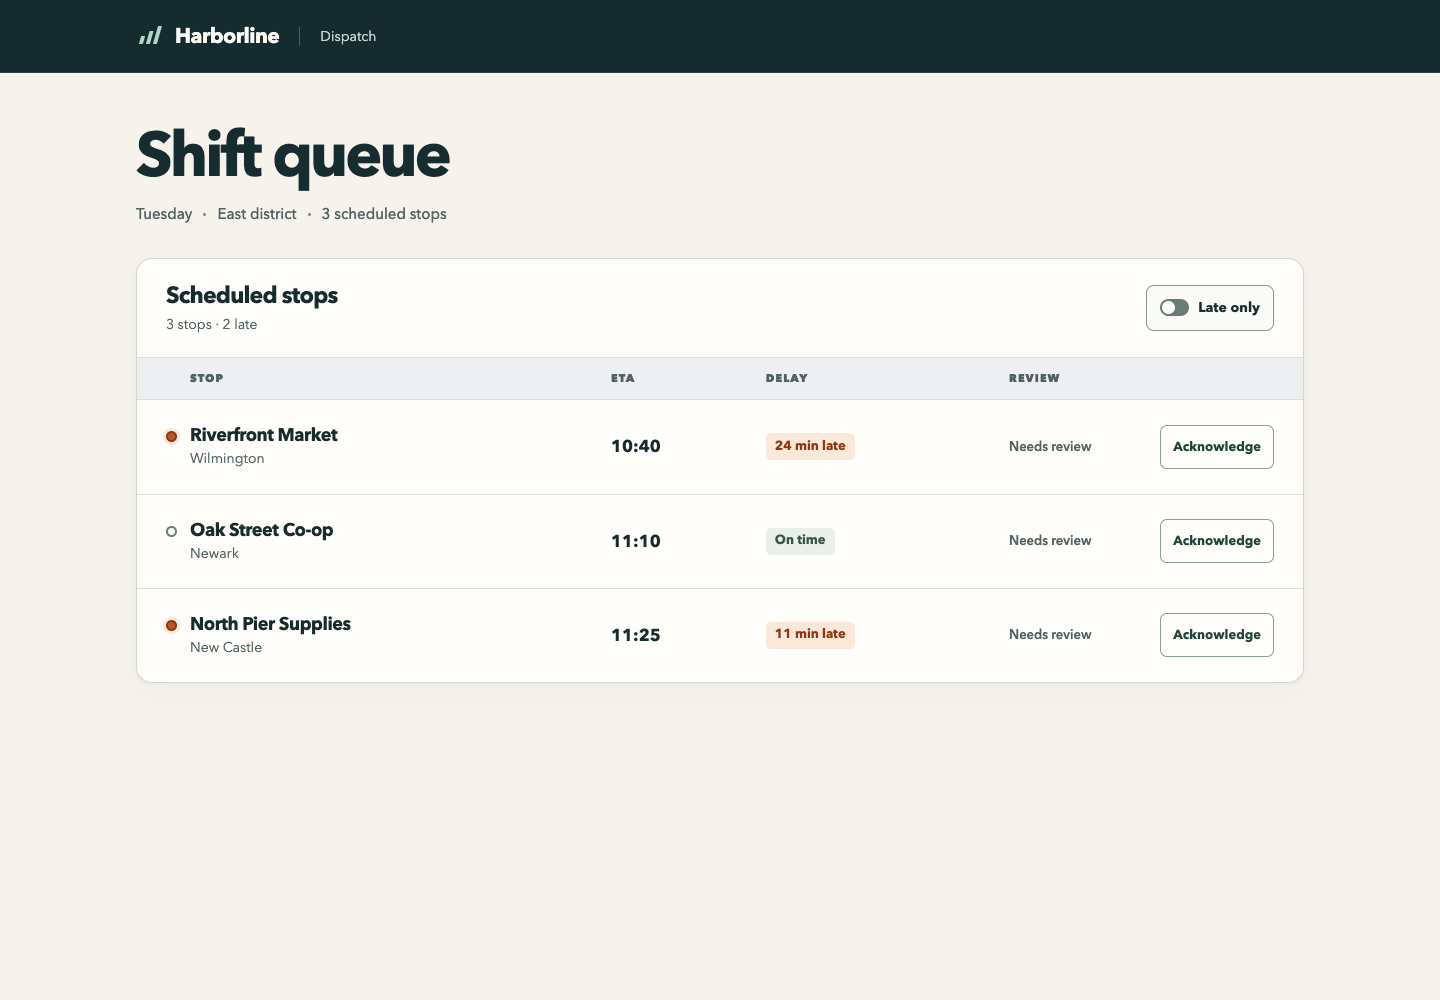 Harborline
Dispatch
Shift queue
Tuesday · East district · 3 scheduled stops
Scheduled stops
3 stops · 2 late
Late only
STOP ETA DELAY REVIEW
Riverfront Market
Wilmington
10:40
24 min late
Needs review
Acknowledge
Oak Street Co-op
Newark
11:10
On time
Needs review
Acknowledge
North Pier Supplies
New Castle
11:25
11 min late
Needs review
Acknowledge